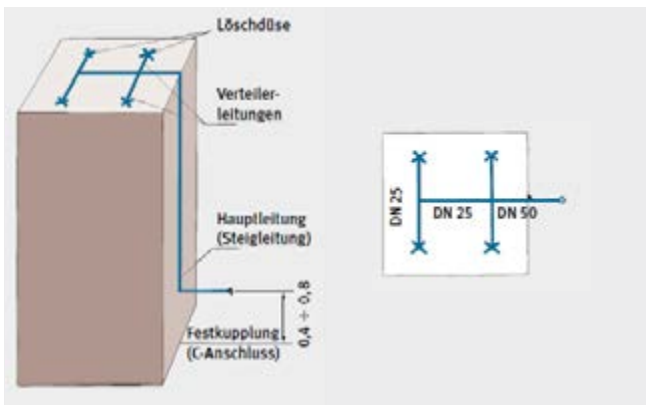 Löschdüse
Verteiler-
leitungen
Hauptleitung
(Steigleitung)
0,4 ÷ 0,8
Festkupplung
(C-Anschluss)
DN 25
DN 25
DN 50